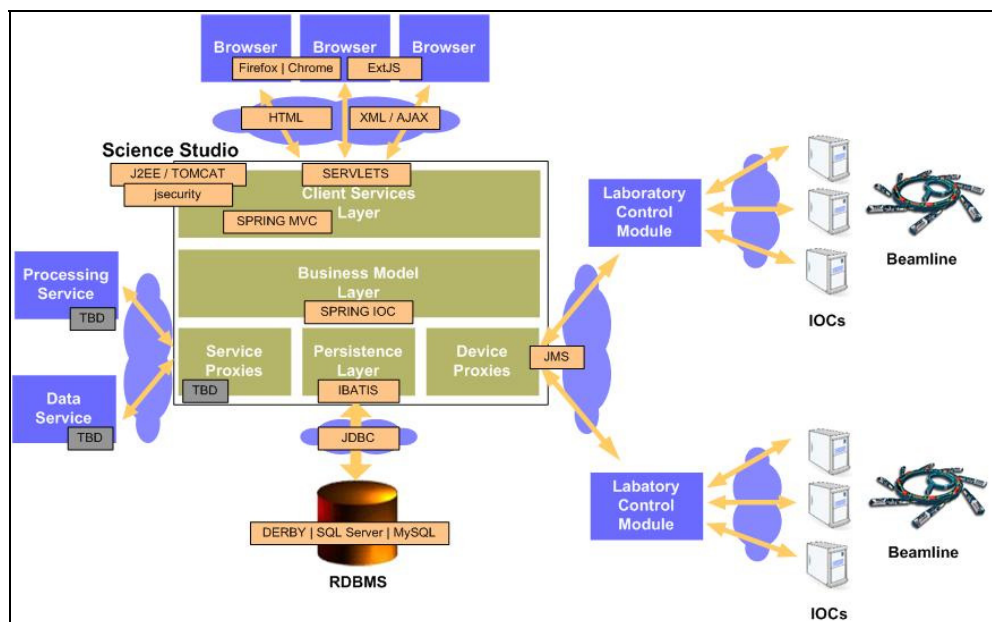 Browser
Browser
Browser
Firefox | Chrome
ExtJS
HTML
XML / AJAX
Science Studio
J2EE / TOMCAT
jsecurity
SERVLETS
Client Services
Layer
SPRING MVC
Business Model
Layer
SPRING IOC
Service
Proxies
TBD
Persistence
Layer
IBATIS
Device
Proxies
JMS
Processing
Service
TBD
Data
Service
TBD
JDBC
DERBY | SQL Server | MySQL
RDBMS
Laboratory
Control
Module
IOCs
Beamline
Labatory
Control
Module
IOCs
Beamline